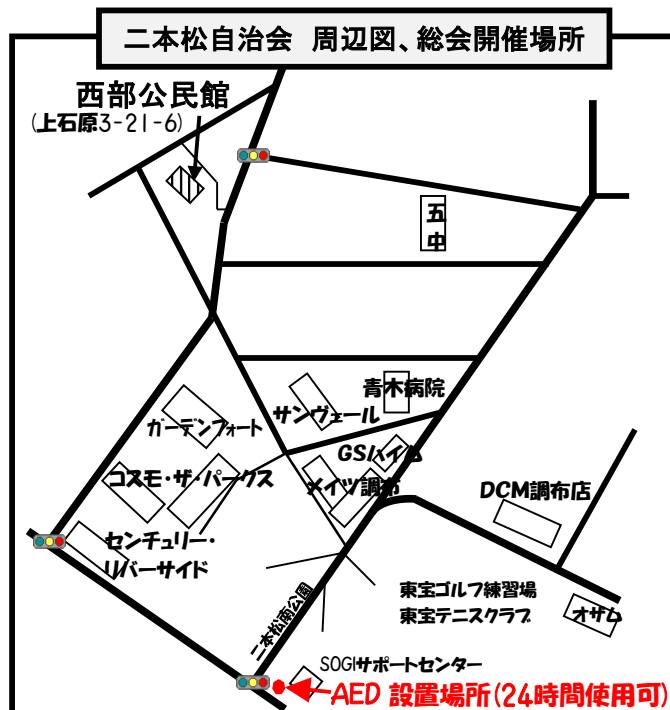 二本松自治会 周辺図、総会開催場所
西部公民館
(上石原3-21-6)
五
中
青木病院
サンヴェール
ガーデンフォート
GSハイム
コスモ・ザ・パークス
メイツ調布
DCM調布店
センチュリー・
リバーサイド
東宝ゴルフ練習場
東宝テニスクラブ
オザム
二本松南公園
SOGIサポートセンター
AED 設置場所(24時間使用可)